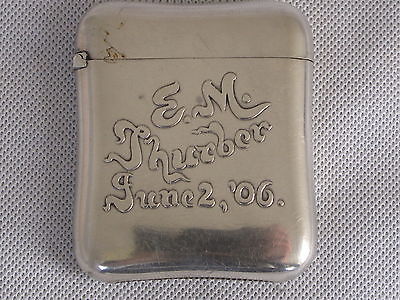 E.M.
Thurber
June 2, '06.